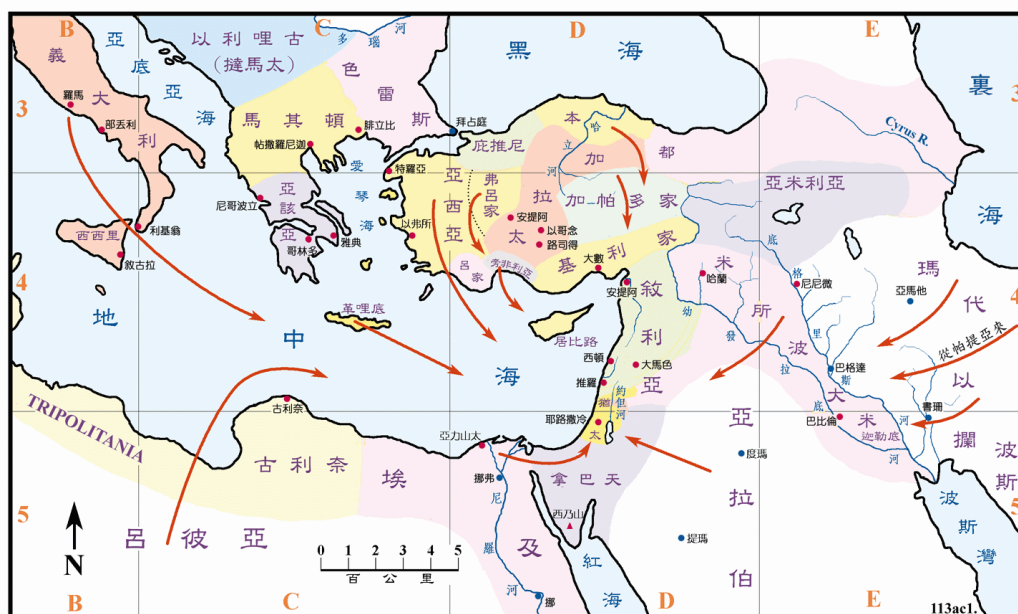 B
C
D
E
3
3
4
4
5
5
B
C
D
E
亞底亞海
以利哩古
(撻馬太)
多瑙河
黑海
裏海
義大利
羅馬
部丟利
馬其頓
色雷斯
腓立比
帖撒羅尼迦
拜占庭
庇推尼
本都
哈立河
加拉太
Cyrus R.
亞米利亞
特羅亞
愛琴海
亞西亞
弗呂家
加帕多家
亞該亞
尼哥波立
雅典
哥林多
以弗所
安提阿
以哥念
路司得
呂家
旁非利亞
基利家
大數
西西里
利基翁
敘古拉
革哩底
地中海
居比路
安提阿
敘利亞
哈蘭
米所波大米
幼發拉底河
底格里斯河
尼尼微
亞馬他
瑪代
從帕提亞來
西頓
大馬色
推羅
約但河
猶太
耶路撒冷
巴格達
巴比倫
迦勒底
書珊
以攔
波斯
TRIPOLITANIA
古利奈
古利奈
呂彼亞
亞力山太
挪弗
埃及
尼羅河
挪
拿巴天
西乃山
紅海
亞拉伯
度瑪
提瑪
波斯灣
N
0 1 2 3 4 5
百公里
113ac1.